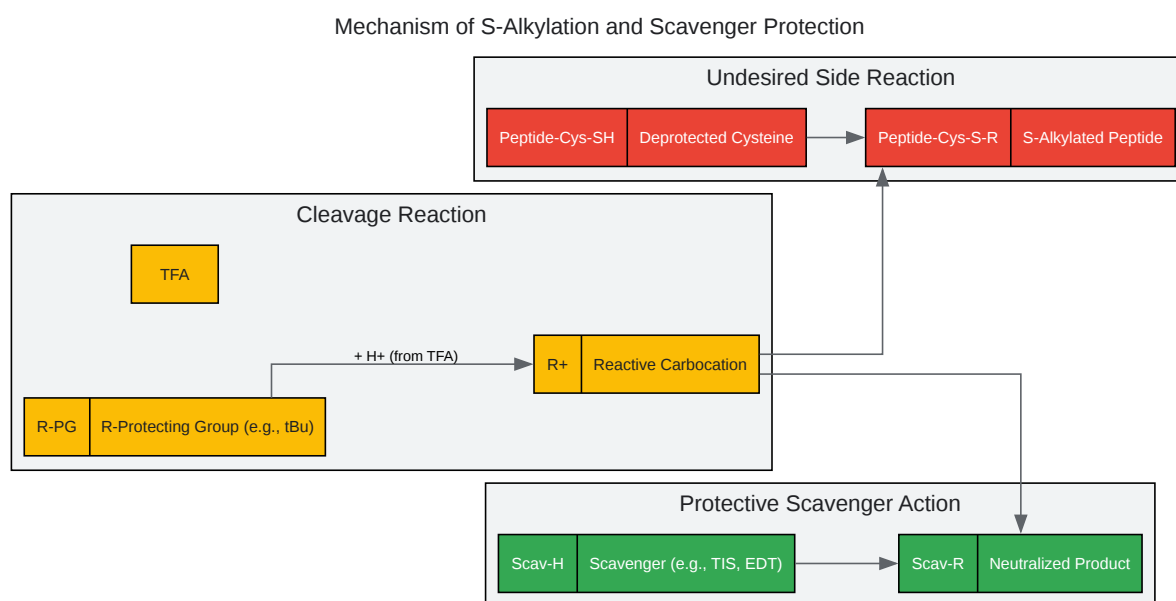 Mechanism of S-Alkylation and Scavenger Protection
Undesired Side Reaction
Peptide-Cys-SH
Deprotected Cysteine
Peptide-Cys-S-R
S-Alkylated Peptide
Cleavage Reaction
TFA
+ H+ (from TFA)
R+
Reactive Carbocation
R-PG
R-Protecting Group (e.g., tBu)
Protective Scavenger Action
Scav-H
Scavenger (e.g., TIS, EDT)
Scav-R
Neutralized Product